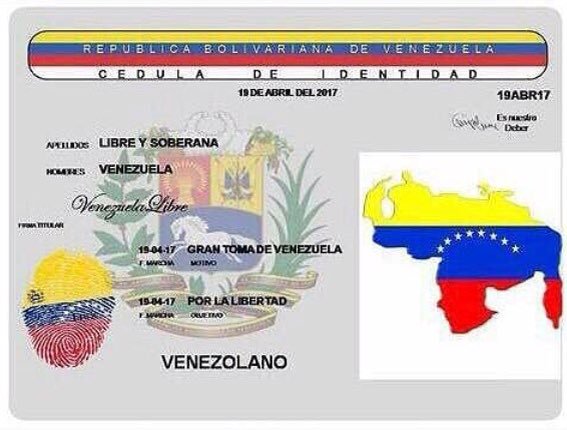 REPUBLICA BOLIVARIANA DE VENEZUELA
CEDULA DE IDENTIDAD
19 DE ABRIL DEL 2017
19ABR17
Es nuestro
Deber
APELLIDOS LIBRE Y SOBERANA
NOMBRES VENEZUELA
Venezuela Libre
FIRMA TITULAR
19-04-17 GRAN TOMA DE VENEZUELA
F. MARCHA MOTIVO
19-04-17 POR LA LIBERTAD
F. MARCHA OBJETIVO
VENEZOLANO